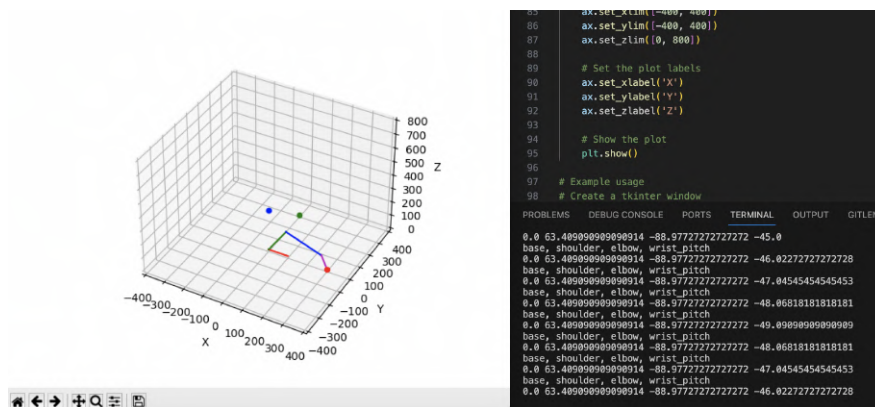 800
700
600
500
400
300
200
100
0
Z
400
300
200
100
0
-100
-200
-300
-400
Y
-400
-300
-200
-100
0
100
200
300
400
X
85 ax.set_xlim([-400, 400])
86 ax.set_ylim([-400, 400])
87 ax.set_zlim([0, 800])
88
89 # Set the plot labels
90 ax.set_xlabel('X')
91 ax.set_ylabel('Y')
92 ax.set_zlabel('Z')
93
94 # Show the plot
95 plt.show()
96
97 # Example usage
98 # Create a tkinter window
PROBLEMS DEBUG CONSOLE PORTS TERMINAL OUTPUT GITLE
0.0 63.409090909090914 -88.97727272727272 -45.0
base, shoulder, elbow, wrist_pitch
0.0 63.409090909090914 -88.97727272727272 -46.02272727272728
base, shoulder, elbow, wrist_pitch
0.0 63.409090909090914 -88.97727272727272 -47.04545454545453
base, shoulder, elbow, wrist_pitch
0.0 63.409090909090914 -88.97727272727272 -48.06818181818181
base, shoulder, elbow, wrist_pitch
0.0 63.409090909090914 -88.97727272727272 -49.09090909090909
base, shoulder, elbow, wrist_pitch
0.0 63.409090909090914 -88.97727272727272 -48.06818181818181
base, shoulder, elbow, wrist_pitch
0.0 63.409090909090914 -88.97727272727272 -47.04545454545453
base, shoulder, elbow, wrist_pitch
0.0 63.409090909090914 -88.97727272727272 -46.02272727272728